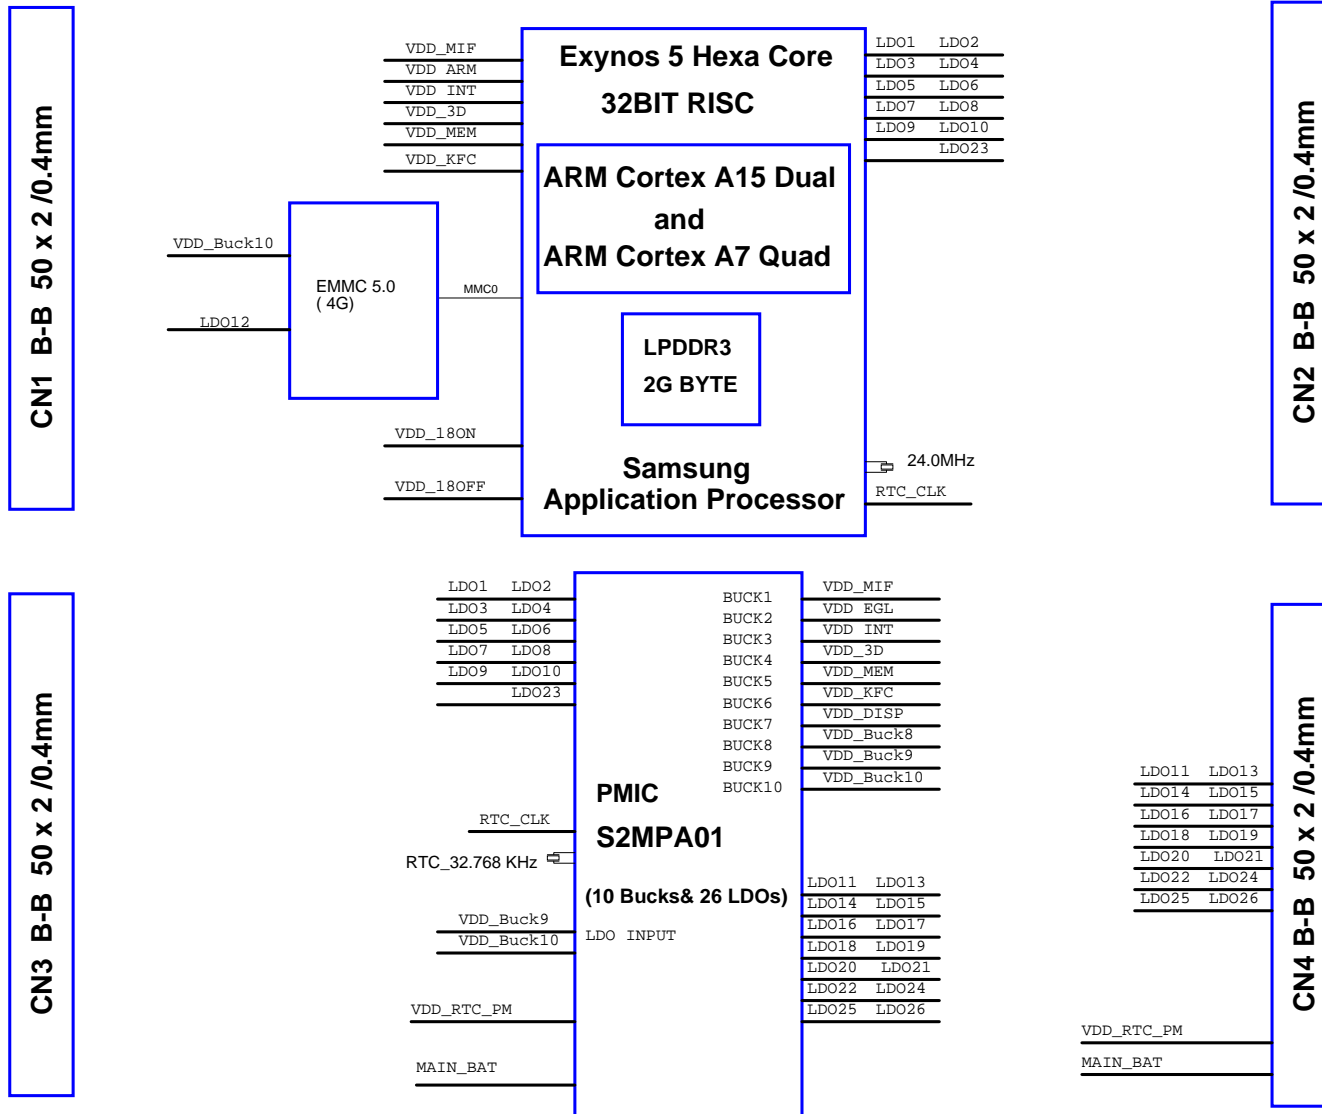 CN1 B-B 50 x 2 /0.4mm
VDD_MIF
VDD ARM
VDD INT
VDD_3D
VDD_MEM
VDD_KFC
VDD_Buck10
LDO12
EMMC 5.0
( 4G)
MMC0
VDD_18ON
VDD_18OFF
Exynos 5 Hexa Core
32BIT RISC
ARM Cortex A15 Dual
and
ARM Cortex A7 Quad
LPDDR3
2G BYTE
Samsung
Application Processor
LDO1 LDO2
LDO3 LDO4
LDO5 LDO6
LDO7 LDO8
LDO9 LDO10
LDO23
24.0MHz
RTC_CLK
CN2 B-B 50 x 2 /0.4mm
CN3 B-B 50 x 2 /0.4mm
LDO1 LDO2
LDO3 LDO4
LDO5 LDO6
LDO7 LDO8
LDO9 LDO10
LDO23
RTC_CLK
RTC_32.768 KHz
VDD_Buck9
VDD_Buck10
LDO INPUT
VDD_RTC_PM
MAIN_BAT
PMIC
S2MPA01
(10 Bucks& 26 LDOs)
BUCK1 VDD_MIF
BUCK2 VDD EGL
BUCK3 VDD INT
BUCK4 VDD_3D
BUCK5 VDD_MEM
BUCK6 VDD_KFC
BUCK7 VDD_DISP
BUCK8 VDD_Buck8
BUCK9 VDD_Buck9
BUCK10 VDD_Buck10
LDO11 LDO13
LDO14 LDO15
LDO16 LDO17
LDO18 LDO19
LDO20 LDO21
LDO22 LDO24
LDO25 LDO26
LDO11 LDO13
LDO14 LDO15
LDO16 LDO17
LDO18 LDO19
LDO20 LDO21
LDO22 LDO24
LDO25 LDO26
VDD_RTC_PM
MAIN_BAT
CN4 B-B 50 x 2 /0.4mm